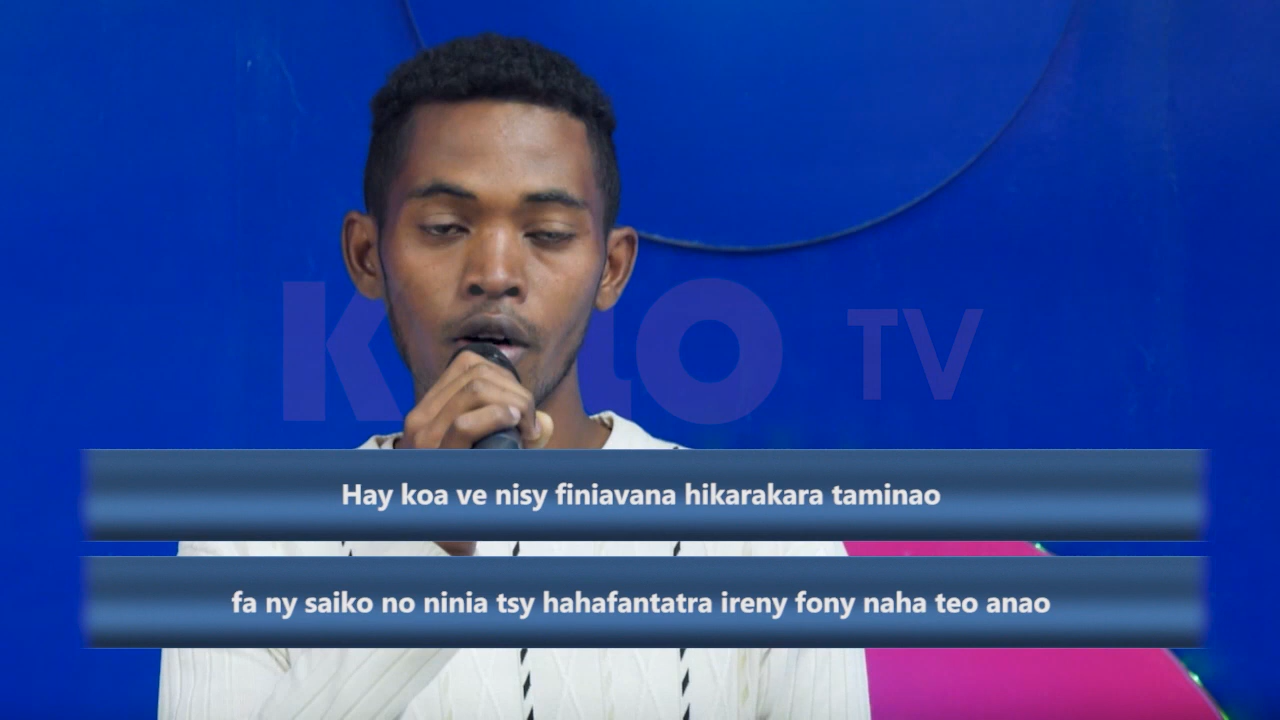 TV
Hay koa ve nisy finiavana hikarakara taminao
fa ny saiko no ninia tsy hahafantatra ireny fony naha teo anao